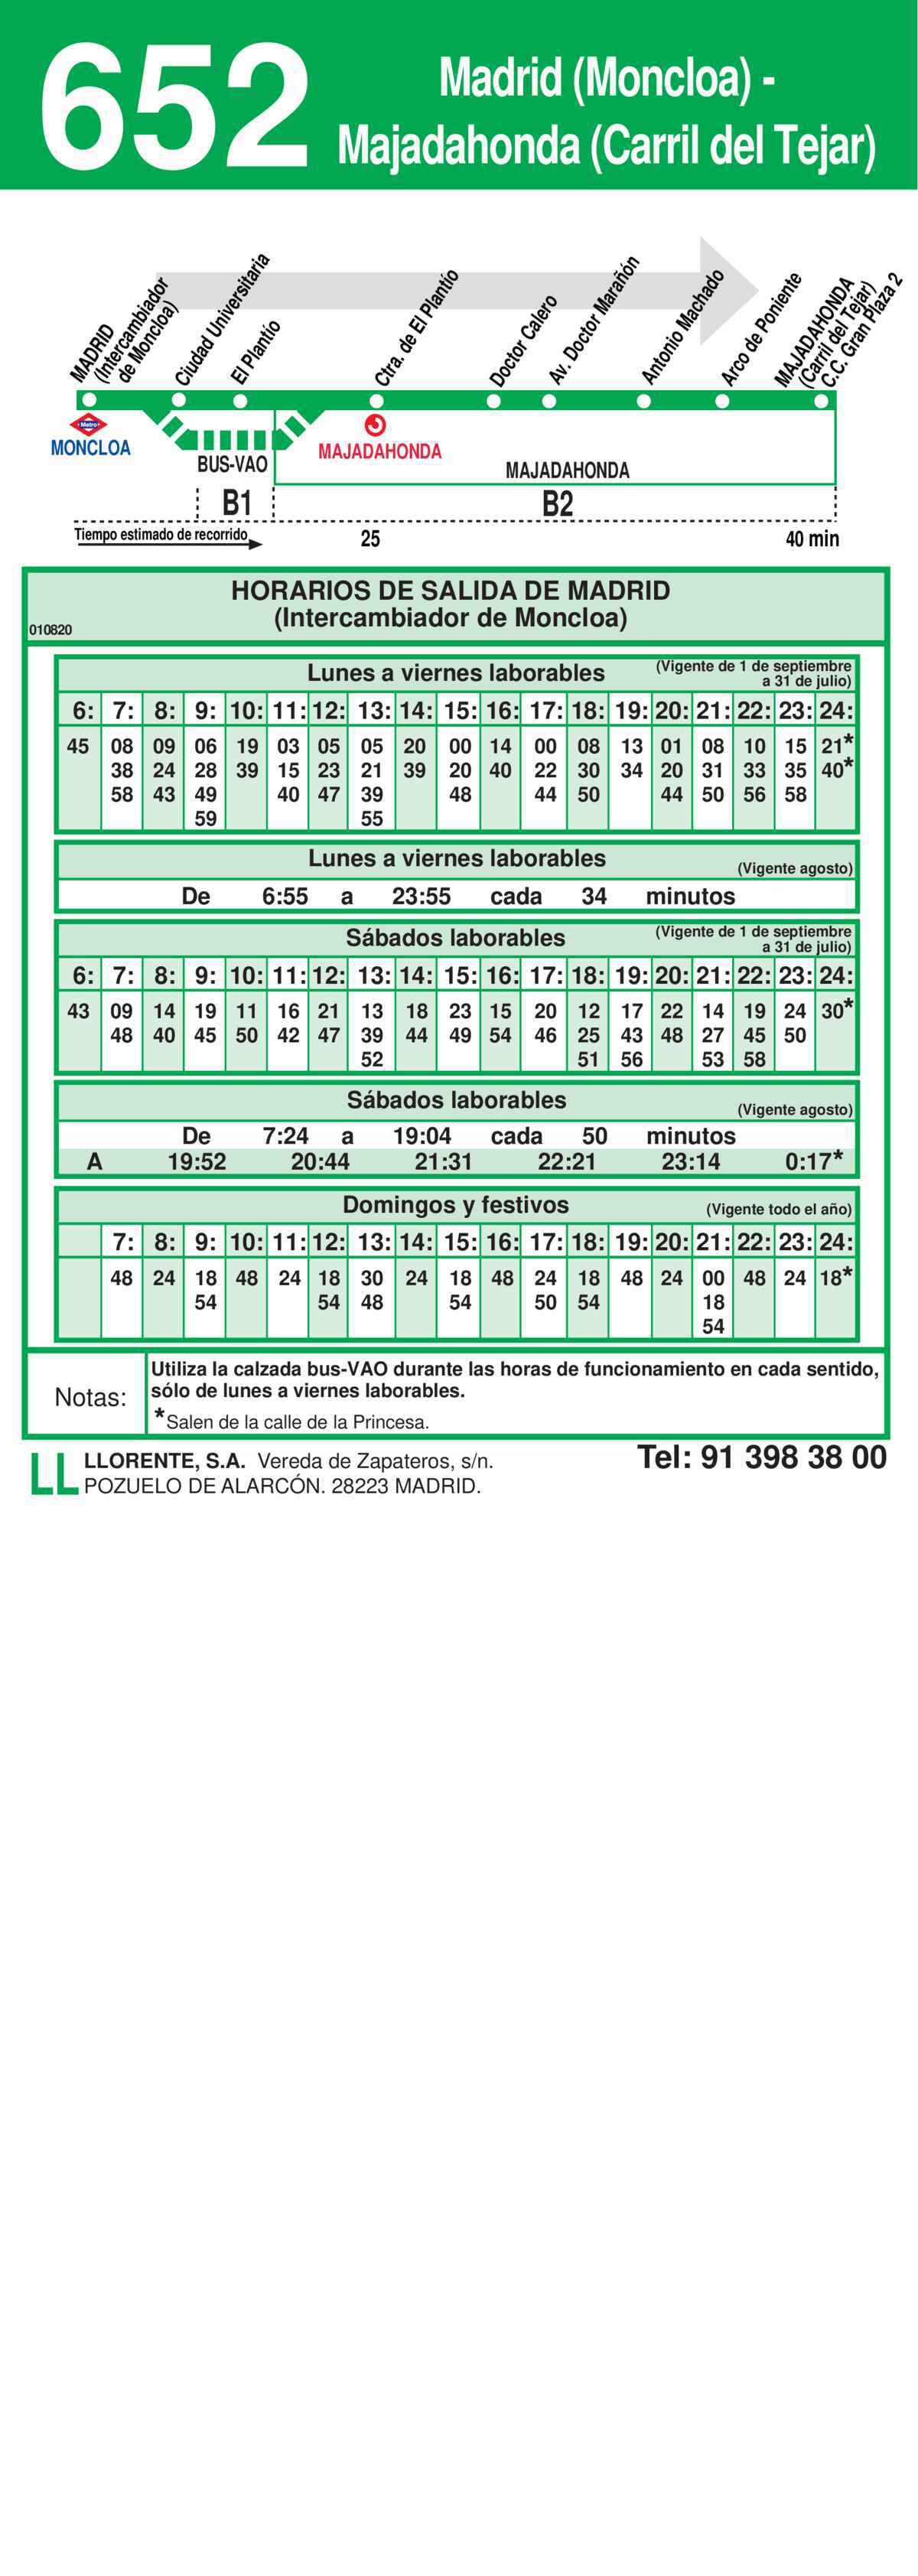 652
Madrid (Moncloa) -
Majadahonda (Carril del Tejar)
MADRID
(Intercambiador
de Moncloa)
Ciudad Universitaria
El Plantío
Ctra. de El Plantío
Doctor Calero
Av. Doctor Marañón
Antonio Machado
Arco de Poniente
MAJADAHONDA
(Carril del Tejar)
C.C. Gran Plaza 2
Metro
MONCLOA
BUS-VAO
MAJADAHONDA
MAJADAHONDA
B1 B2
Tiempo estimado de recorrido 25 40 min
HORARIOS DE SALIDA DE MADRID
(Intercambiador de Moncloa)
010820
Lunes a viernes laborables (Vigente de 1 de septiembre
a 31 de julio)
6: 7: 8: 9: 10: 11: 12: 13: 14: 15: 16: 17: 18: 19: 20: 21: 22: 23: 24:
45 08 09 06 19 03 05 05 20 00 14 00 08 13 01 08 10 15 21*
38 24 28 39 15 23 21 39 20 40 22 30 34 20 31 33 35 40*
58 43 49 40 47 39 48 44 50 44 50 56 58
59 55
Lunes a viernes laborables (Vigente agosto)
De 6:55 a 23:55 cada 34 minutos
Sábados laborables (Vigente de 1 de septiembre
a 31 de julio)
6: 7: 8: 9: 10: 11: 12: 13: 14: 15: 16: 17: 18: 19: 20: 21: 22: 23: 24:
43 09 14 19 11 16 21 13 18 23 15 20 12 17 22 14 19 24 30*
48 40 45 50 42 47 39 44 49 54 46 25 43 48 27 45 50
52 51 56 53 58
Sábados laborables (Vigente agosto)
De 7:24 a 19:04 cada 50 minutos
A 19:52 20:44 21:31 22:21 23:14 0:17*
Domingos y festivos (Vigente todo el año)
7: 8: 9: 10: 11: 12: 13: 14: 15: 16: 17: 18: 19: 20: 21: 22: 23: 24:
48 24 18 48 24 18 30 24 18 48 24 18 48 24 00 48 24 18*
54 54 48 54 50 54 18
54
Notas:
Utiliza la calzada bus-VAO durante las horas de funcionamiento en cada sentido,
sólo de lunes a viernes laborables.
*Salen de la calle de la Princesa.
LL
LLORENTE, S.A. Vereda de Zapateros, s/n.
POZUELO DE ALARCÓN. 28223 MADRID.
Tel: 91 398 38 00